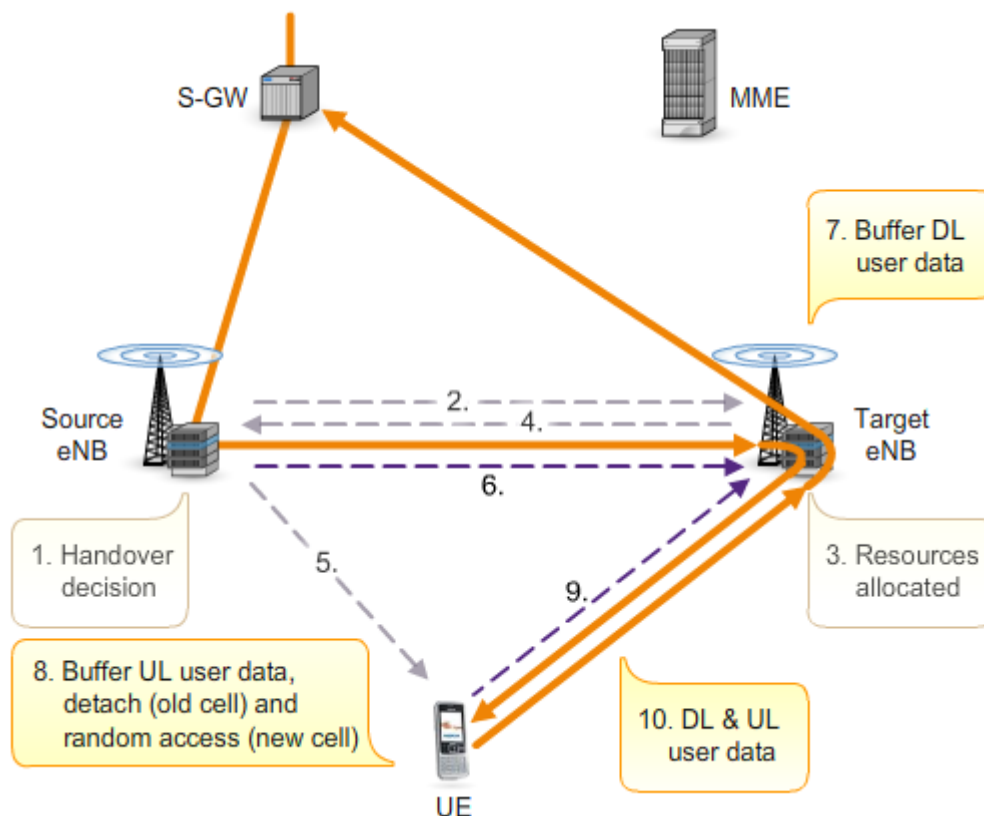 S-GW
MME
7. Buffer DL
user data
Source
eNB
2.
4.
Target
eNB
6.
1. Handover
decision
5.
3. Resources
allocated
9.
8. Buffer UL user data,
detach (old cell) and
random access (new cell)
10. DL & UL
user data
UE